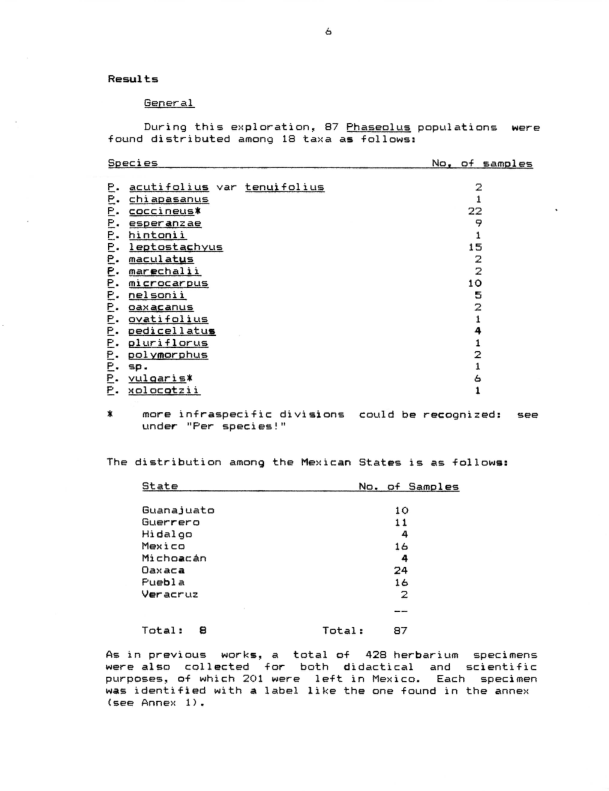 6
Results
General
During this exploration, 87 Phaseolus populations were
found distributed among 18 taxa as follows:
Species No. of samples
P. acutifolius var tenuifolius 2
P. chiapasanus 1
P. coccineus* 22
P. esperanzae 9
P. hintonii 1
P. leptostachyus 15
P. maculatus 2
P. marechalii 2
P. microcarpus 10
P. nelsonii 5
P. oaxacanus 2
P. ovatifolius 1
P. pedicellatus 4
P. pluriflorus 1
P. polymorphus 2
P. sp. 1
P. vulgaris* 6
P. xolocotzii 1
* more infraspecific divisions could be recognized: see
under "Per species!"
The distribution among the Mexican States is as follows:
State No. of Samples
Guanajuato 10
Guerrero 11
Hidalgo 4
Mexico 16
Michoacán 4
Oaxaca 24
Puebla 16
Veracruz 2
--
Total: 8 Total: 87
As in previous works, a total of 428 herbarium specimens
were also collected for both didactical and scientific
purposes, of which 201 were left in Mexico. Each specimen
was identified with a label like the one found in the annex
(see Annex 1).